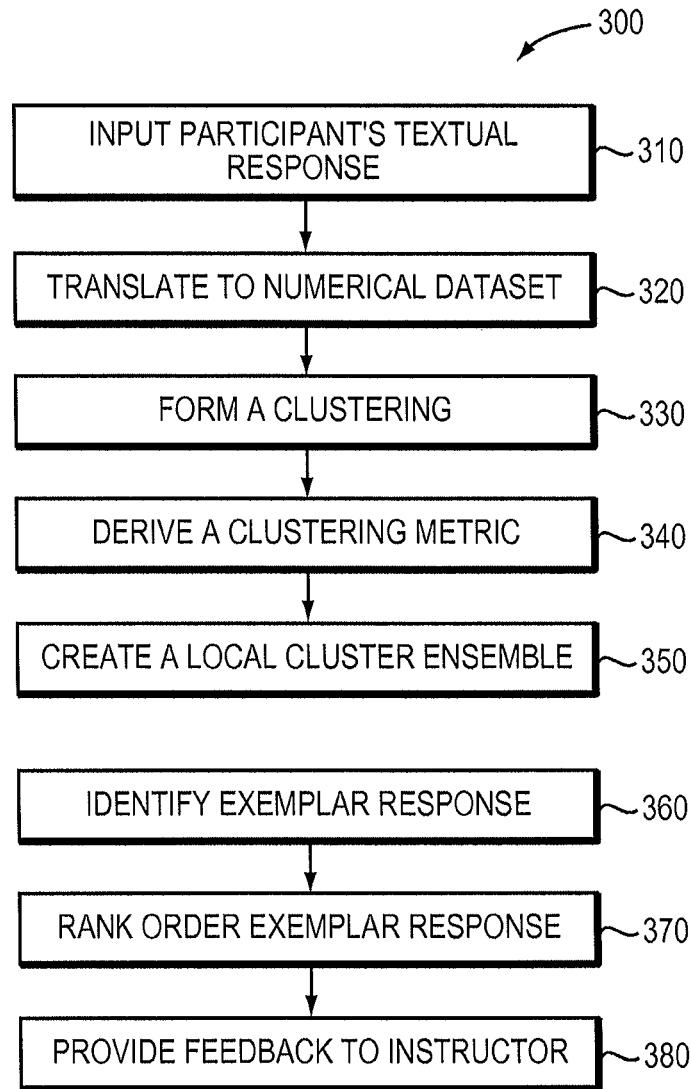 300
INPUT PARTICIPANT'S TEXTUAL
RESPONSE
310
TRANSLATE TO NUMERICAL DATASET
320
FORM A CLUSTERING
330
DERIVE A CLUSTERING METRIC
340
CREATE A LOCAL CLUSTER ENSEMBLE
350
IDENTIFY EXEMPLAR RESPONSE
360
RANK ORDER EXEMPLAR RESPONSE
370
PROVIDE FEEDBACK TO INSTRUCTOR
380